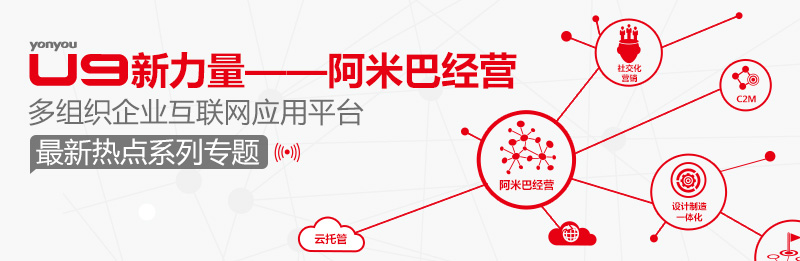 yonyou
U9新力量——阿米巴经营
多组织企业互联网应用平台
最新热点系列专题
社交化
营销
C2M
阿米巴经营
设计制造
一体化
云托管